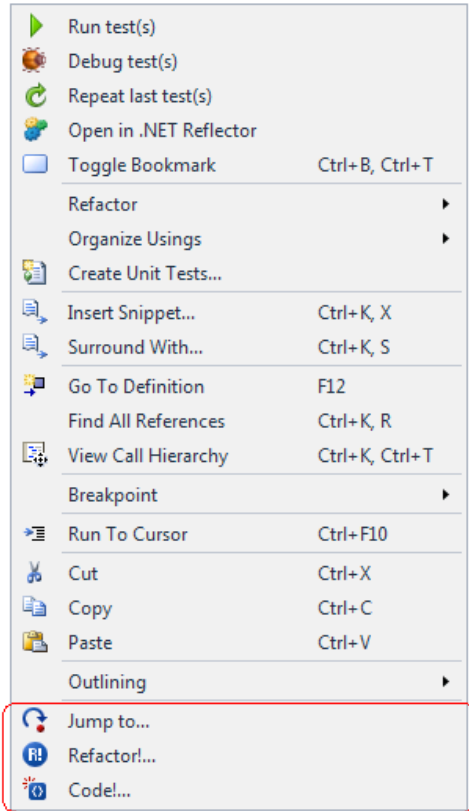 Run test(s)
Debug test(s)
Repeat last test(s)
Open in .NET Reflector
Toggle Bookmark Ctrl+B, Ctrl+T
Refactor
Organize Usings
Create Unit Tests...
Insert Snippet... Ctrl+K, X
Surround With... Ctrl+K, S
Go To Definition F12
Find All References Ctrl+K, R
View Call Hierarchy Ctrl+K, Ctrl+T
Breakpoint
Run To Cursor Ctrl+F10
Cut Ctrl+X
Copy Ctrl+C
Paste Ctrl+V
Outlining
Jump to...
R! Refactor!...
Code!...